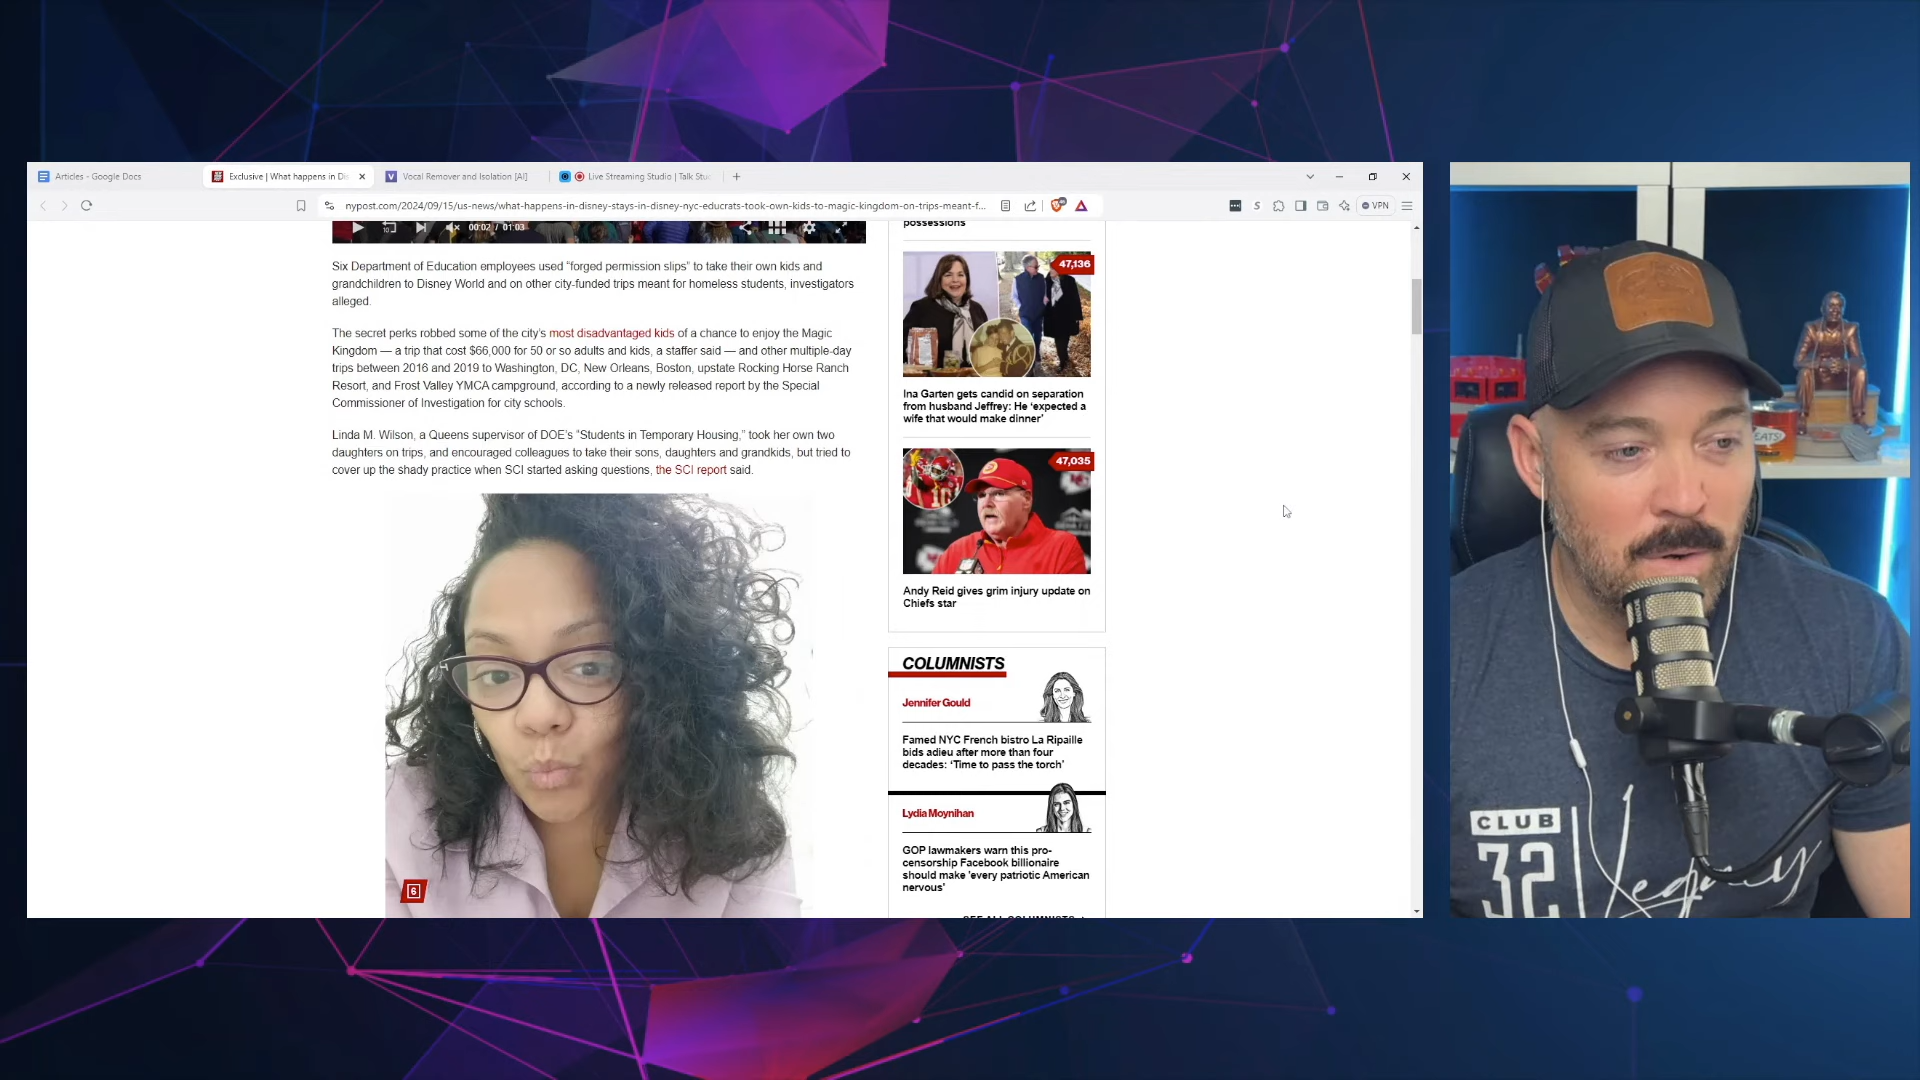 Articles - Google Docs
Exclusive | What happens in Di
Vocal Remover and Isolation [AI]
Live Streaming Studio | Talk Stu
nypost.com/2024/09/15/us-news/what-happens-in-disney-stays-in-disney-nyc-educrats-took-own-kids-to-magic-kingdom-on-trips-meant-f...
VPN
00:02 / 01:03
Six Department of Education employees used “forged permission slips” to take their own kids and
grandchildren to Disney World and on other city-funded trips meant for homeless students, investigators
alleged.
The secret perks robbed some of the city’s most disadvantaged kids of a chance to enjoy the Magic
Kingdom — a trip that cost $66,000 for 50 or so adults and kids, a staffer said — and other multiple-day
trips between 2016 and 2019 to Washington, DC, New Orleans, Boston, upstate Rocking Horse Ranch
Resort, and Frost Valley YMCA campground, according to a newly released report by the Special
Commissioner of Investigation for city schools.
Linda M. Wilson, a Queens supervisor of DOE’s “Students in Temporary Housing,” took her own two
daughters on trips, and encouraged colleagues to take their sons, daughters and grandkids, but tried to
cover up the shady practice when SCI started asking questions, the SCI report said.
6
possessions
47,136
Ina Garten gets candid on separation
from husband Jeffrey: He ‘expected a
wife that would make dinner’
47,035
Andy Reid gives grim injury update on
Chiefs star
COLUMNISTS
Jennifer Gould
Famed NYC French bistro La Ripaille
bids adieu after more than four
decades: ‘Time to pass the torch’
Lydia Moynihan
GOP lawmakers warn this pro-
censorship Facebook billionaire
should make 'every patriotic American
nervous'
SEE ALL COLUMNISTS
EATS!
CLUB
32
Legacy